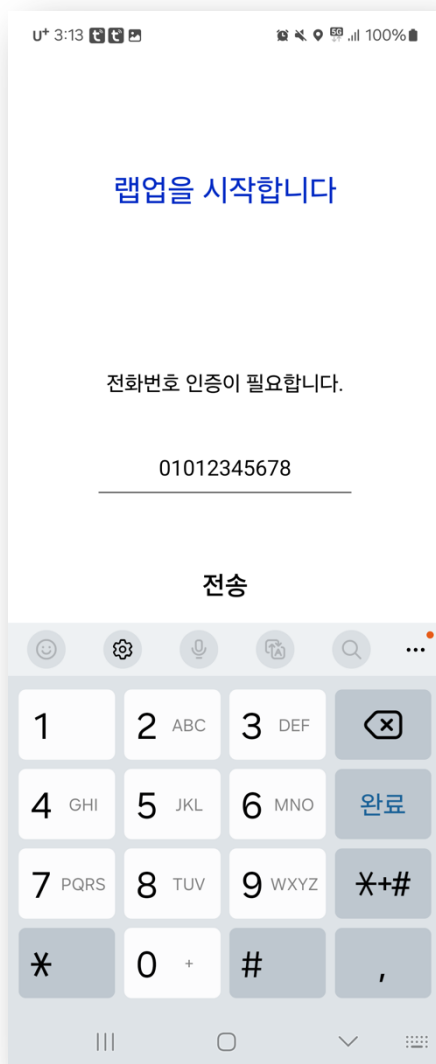 U+ 3:13 5G 100%
랩업을 시작합니다
전화번호 인증이 필요합니다.
01012345678
전송
1 2 ABC 3 DEF
4 GHI 5 JKL 6 MNO 완료
7 PQRS 8 TUV 9 WXYZ *+#
* 0 + # ,